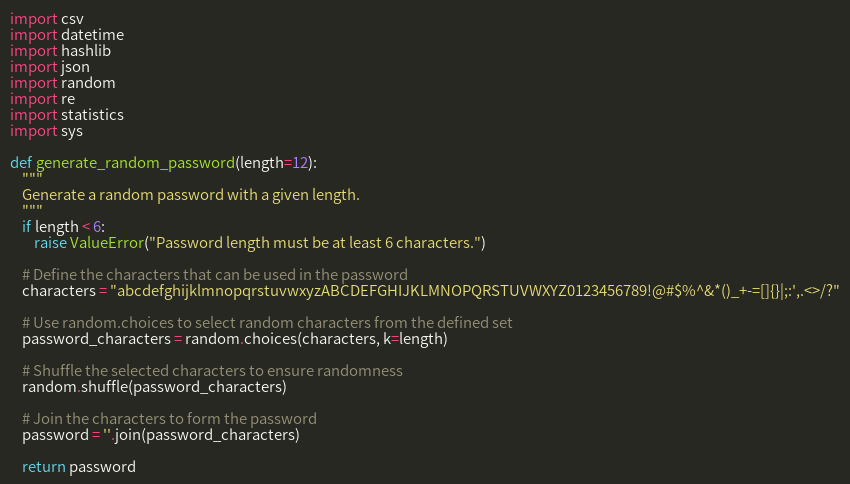 import csv
import datetime
import hashlib
import json
import random
import re
import statistics
import sys
def generate_random_password(length=12):
"""
Generate a random password with a given length.
"""
if length < 6:
raise ValueError("Password length must be at least 6 characters.")
# Define the characters that can be used in the password
characters = "abcdefghijklmnopqrstuvwxyzABCDEFGHIJKLMNOPQRSTUVWXYZ0123456789!@#$%^&*()_+-=[]{}|;:',.<>/?"
# Use random.choices to select random characters from the defined set
password_characters = random.choices(characters, k=length)
# Shuffle the selected characters to ensure randomness
random.shuffle(password_characters)
# Join the characters to form the password
password = ''.join(password_characters)
return password